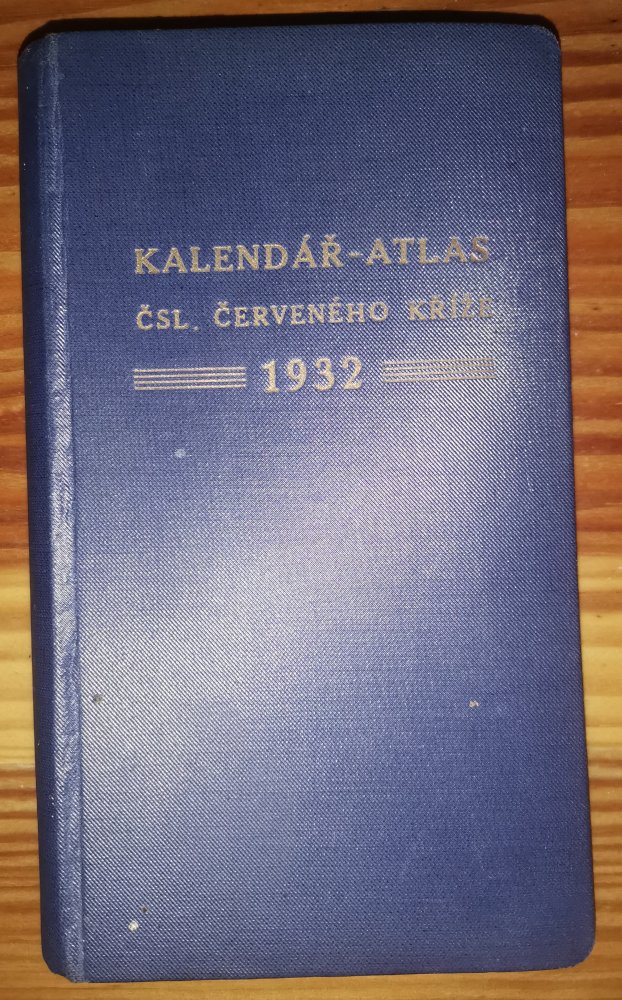 KALENDÁŘ-ATLAS
ČSL. ČERVENÉHO KŘÍŽE
1932